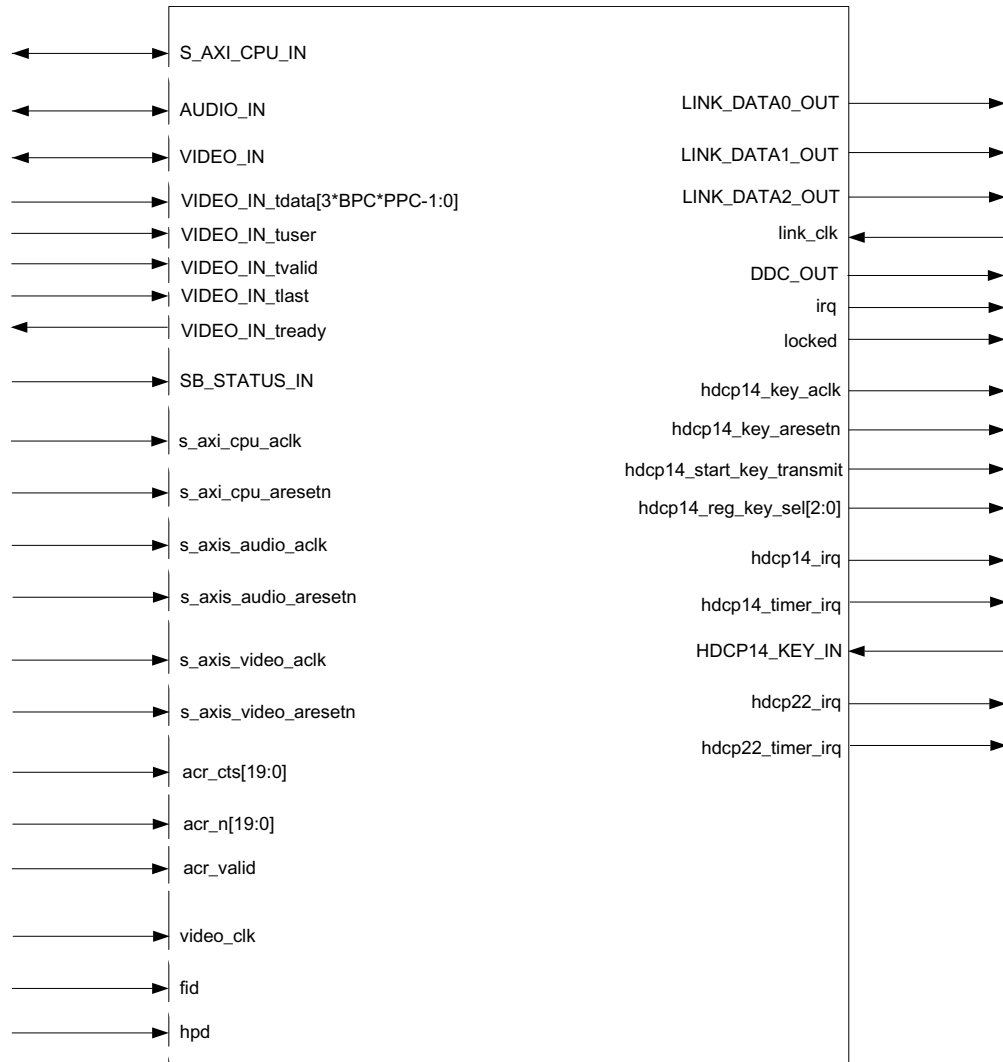 S_AXI_CPU_IN
AUDIO_IN
VIDEO_IN
VIDEO_IN_tdata[3*BPC*PPC-1:0]
VIDEO_IN_tuser
VIDEO_IN_tvalid
VIDEO_IN_tlast
VIDEO_IN_tready
SB_STATUS_IN
s_axi_cpu_aclk
s_axi_cpu_aresetn
s_axis_audio_aclk
s_axis_audio_aresetn
s_axis_video_aclk
s_axis_video_aresetn
acr_cts[19:0]
acr_n[19:0]
acr_valid
video_clk
fid
hpd
LINK_DATA0_OUT
LINK_DATA1_OUT
LINK_DATA2_OUT
link_clk
DDC_OUT
irq
locked
hdcp14_key_aclk
hdcp14_key_aresetn
hdcp14_start_key_transmit
hdcp14_reg_key_sel[2:0]
hdcp14_irq
hdcp14_timer_irq
HDCP14_KEY_IN
hdcp22_irq
hdcp22_timer_irq